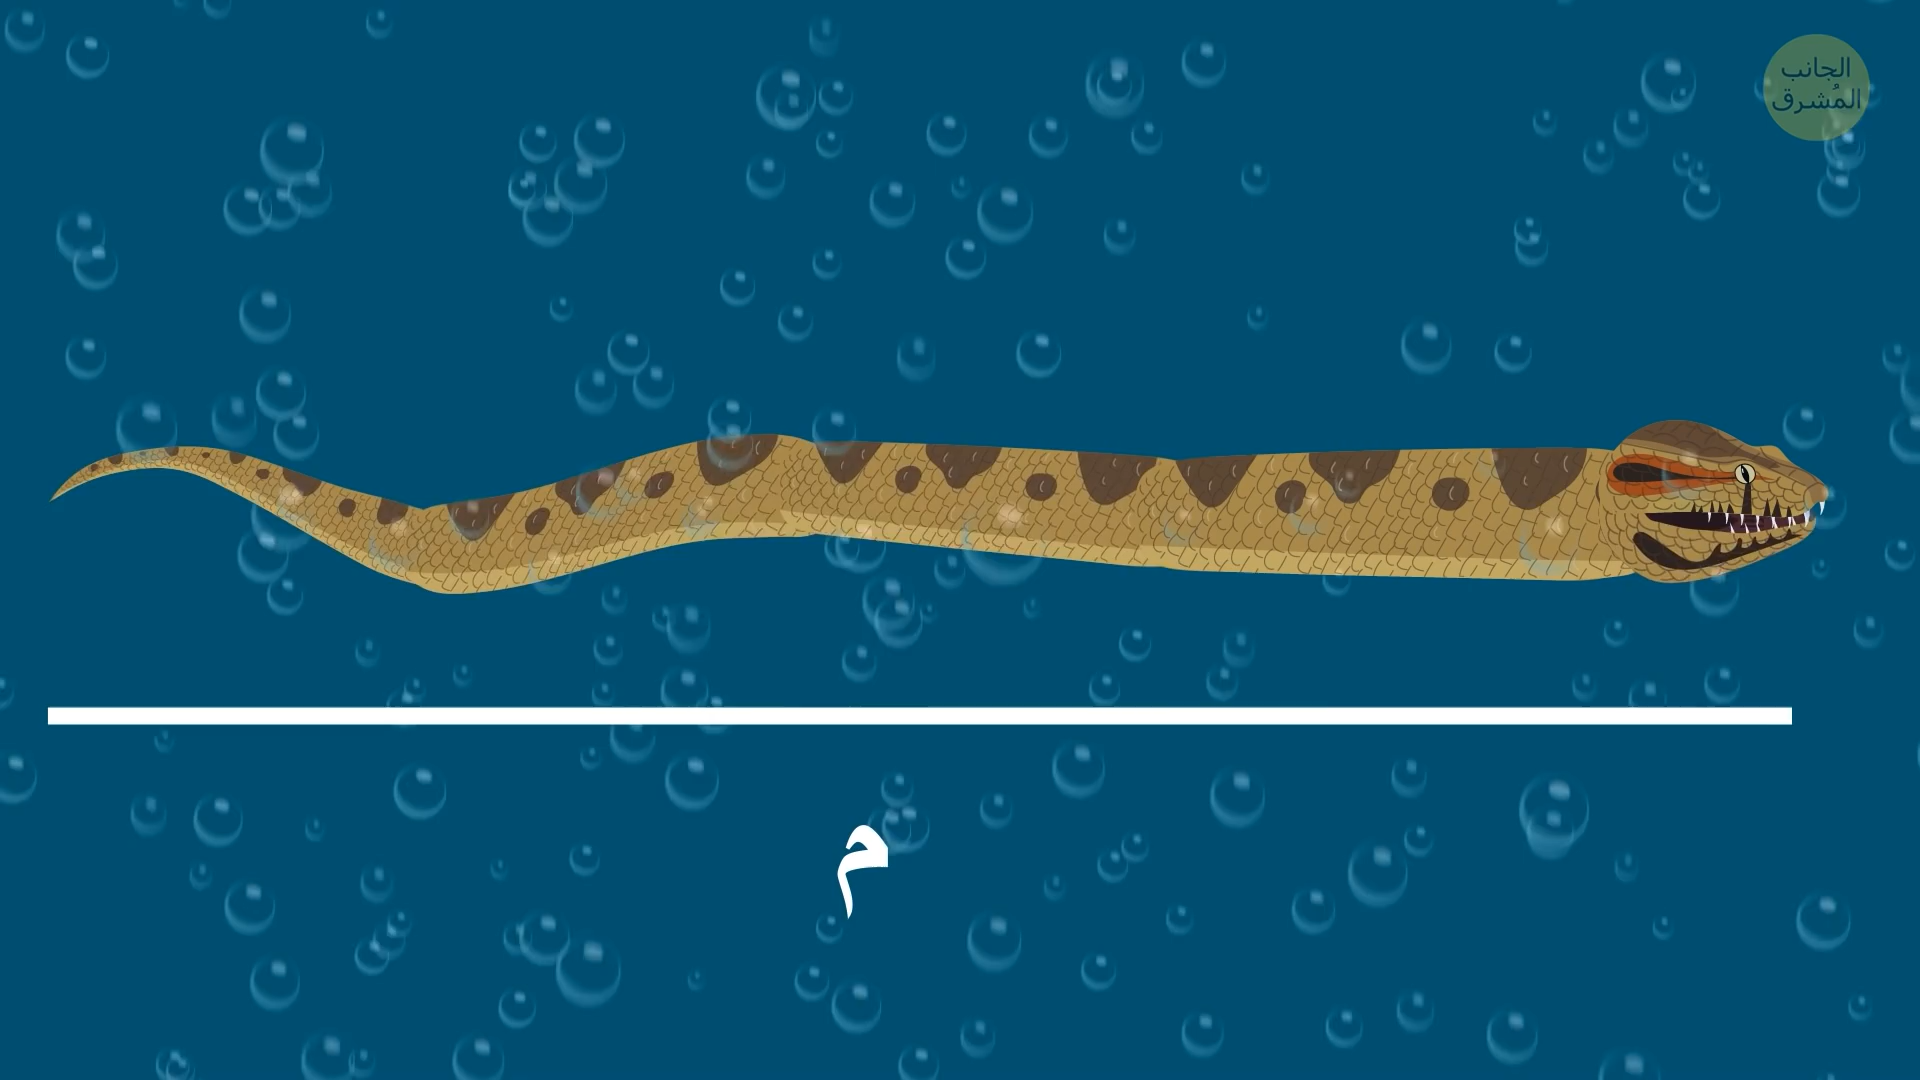 الجانب
المُشرق
م